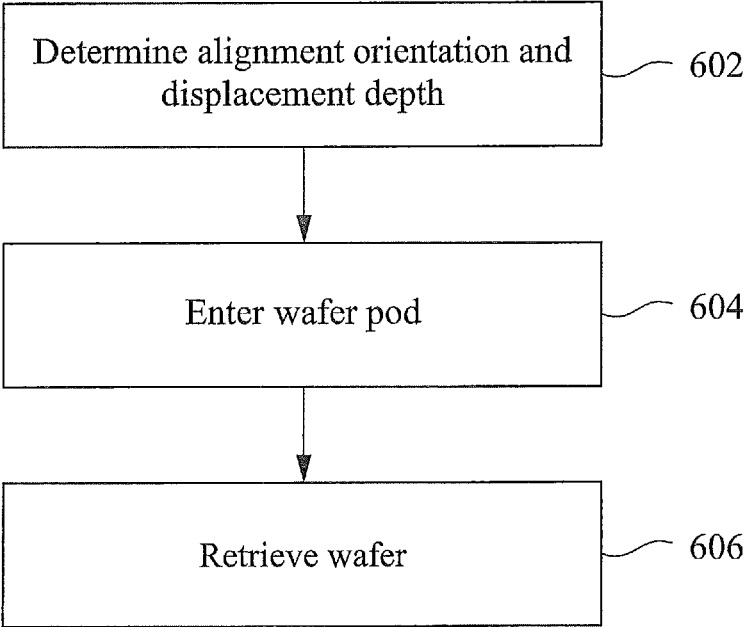 Determine alignment orientation and
displacement depth
602
Enter wafer pod
604
Retrieve wafer
606